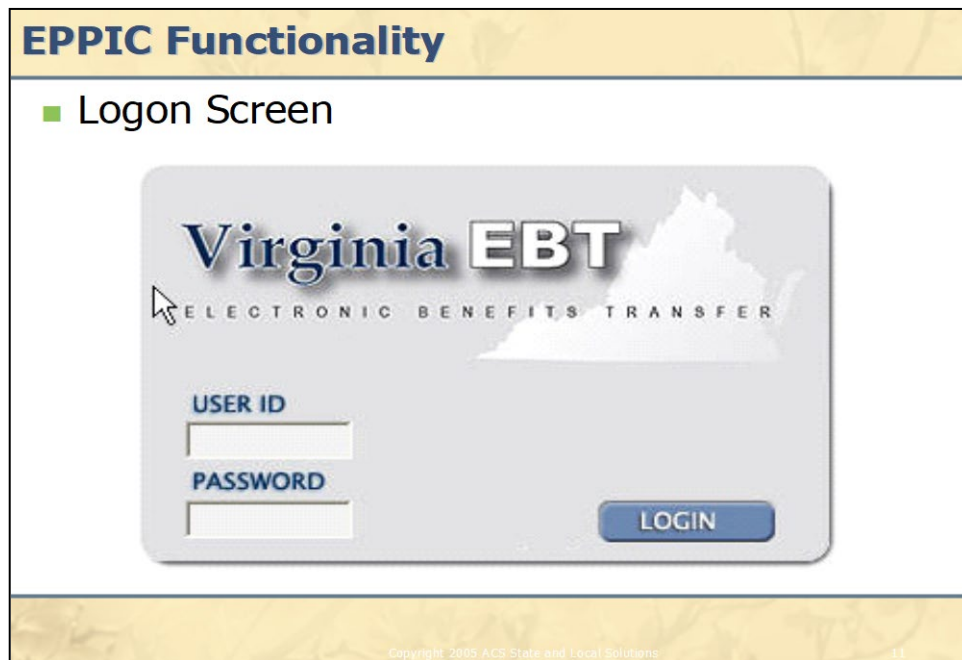 EPPIC Functionality
Logon Screen
Virginia EBT
ELECTRONIC BENEFITS TRANSFER
USER ID
PASSWORD
LOGIN
Copyright 2005 ACS State and Local Solutions
11